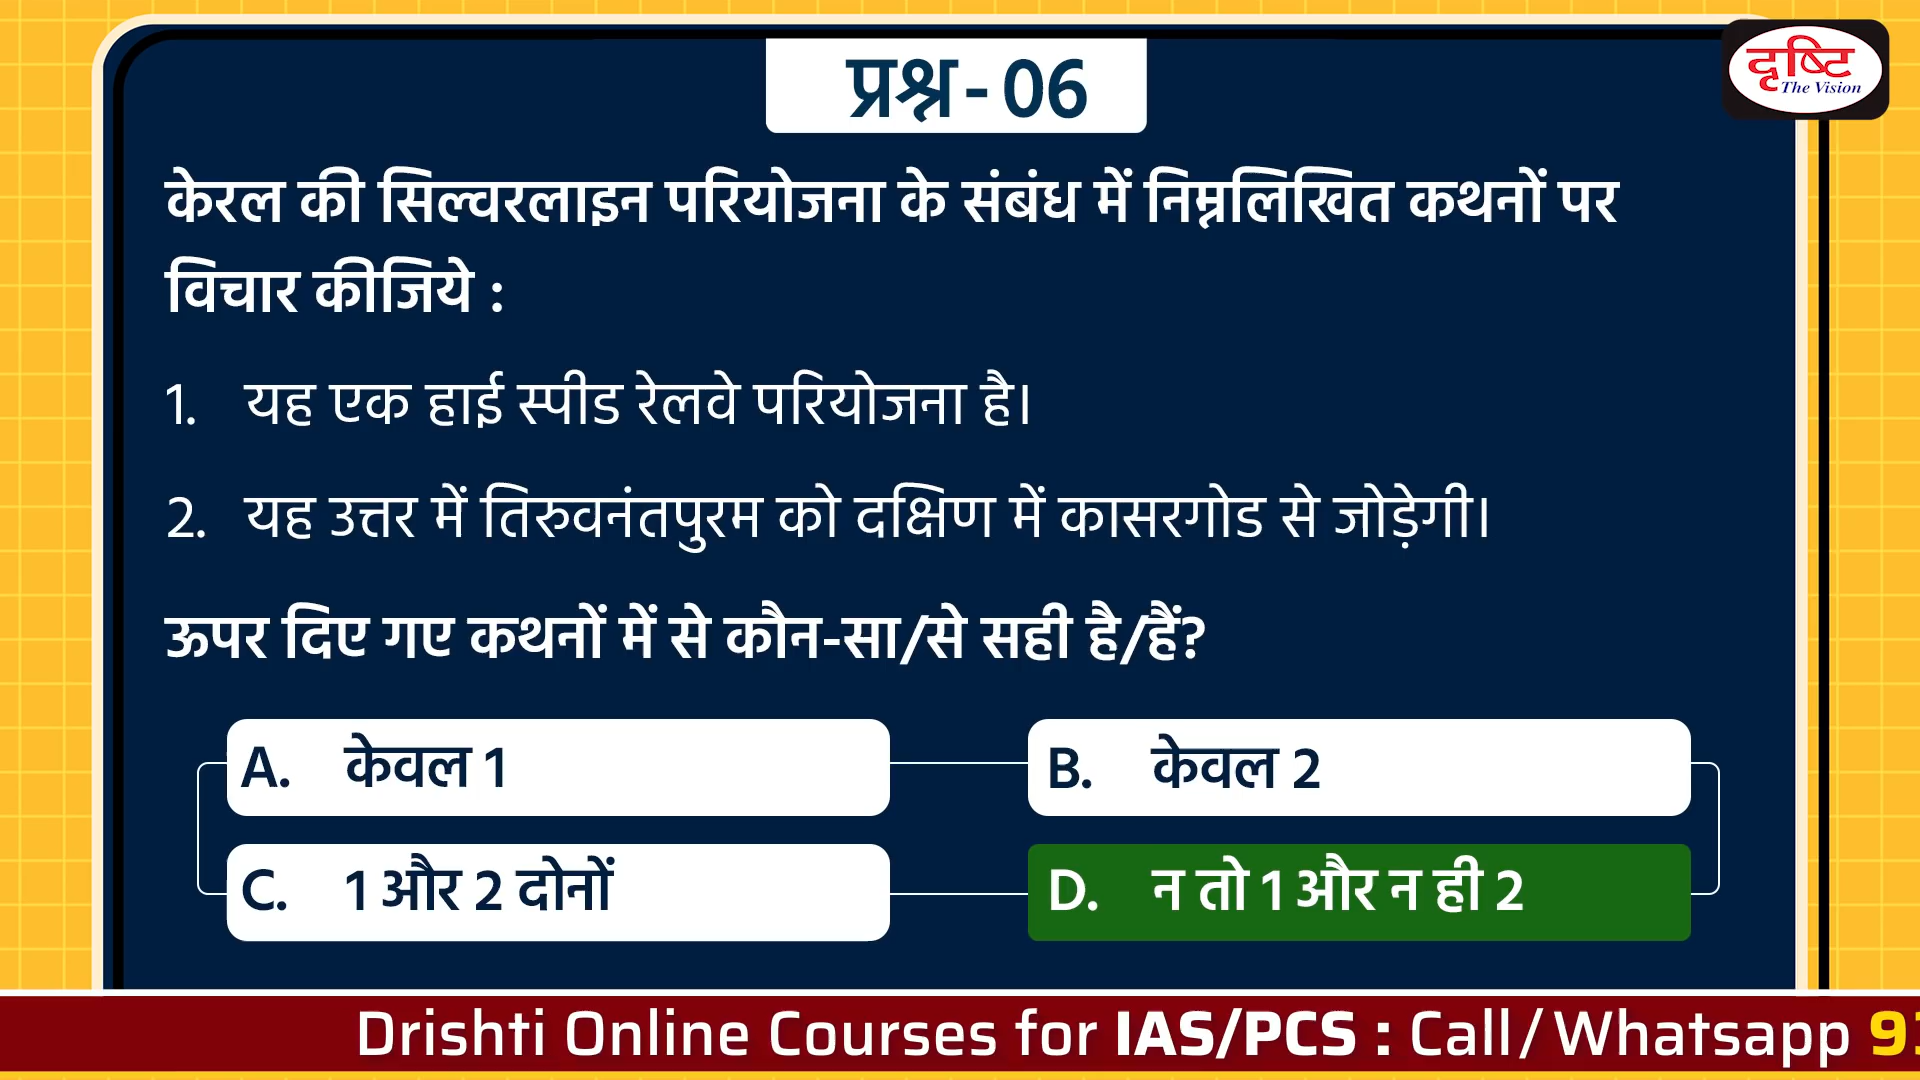 प्रश्न - 06
दृष्टि
The Vision
केरल की सिल्वरलाइन परियोजना के संबंध में निम्नलिखित कथनों पर
विचार कीजिये :
1. यह एक हाई स्पीड रेलवे परियोजना है।
2. यह उत्तर में तिरुवनंतपुरम को दक्षिण में कासरगोड से जोड़ेगी।
ऊपर दिए गए कथनों में से कौन-सा/से सही है/हैं?
A. केवल 1
B. केवल 2
C. 1 और 2 दोनों
D. न तो 1 और न ही 2
Drishti Online Courses for IAS/PCS : Call/Whatsapp 9